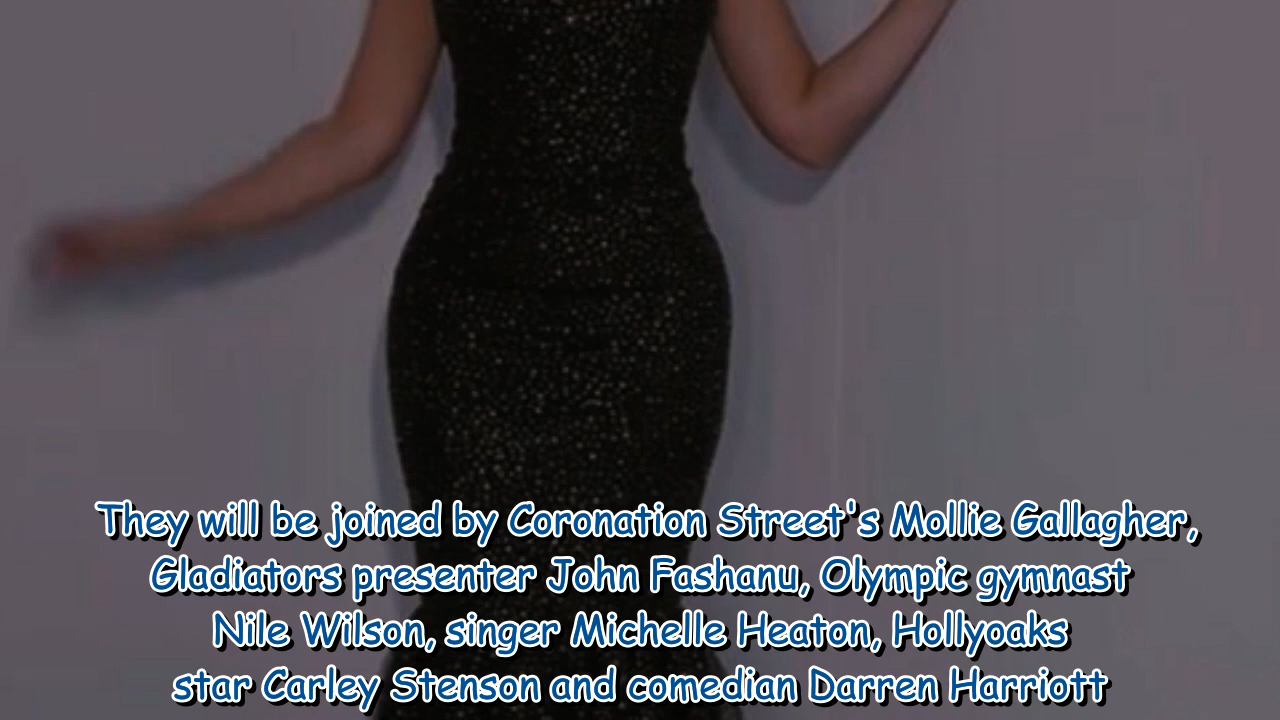 They will be joined by Coronation Street's Mollie Gallagher,
Gladiators presenter John Fashanu, Olympic gymnast
Nile Wilson, singer Michelle Heaton, Hollyoaks
star Carley Stenson and comedian Darren Harriott